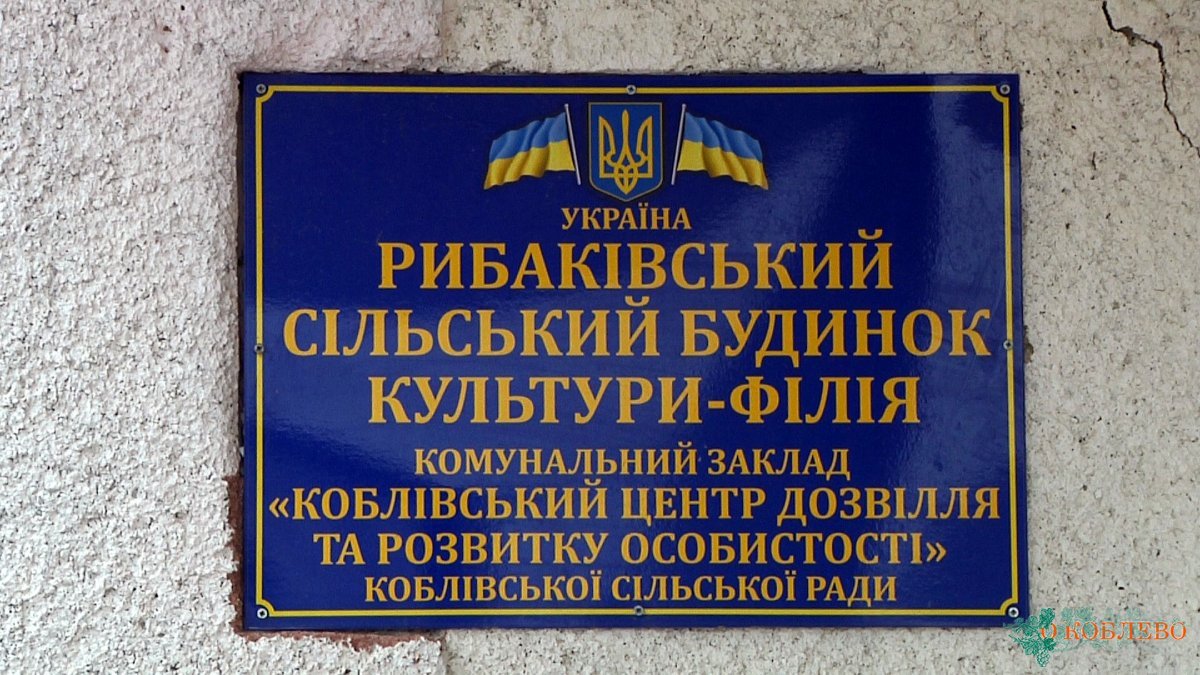 УКРАЇНА
РИБАКІВСЬКИЙ
СІЛЬСЬКИЙ БУДИНОК
КУЛЬТУРИ-ФІЛІЯ
КОМУНАЛЬНИЙ ЗАКЛАД
«КОБЛІВСЬКИЙ ЦЕНТР ДОЗВІЛЛЯ
ТА РОЗВИТКУ ОСОБИСТОСТІ»
КОБЛІВСЬКОЇ СІЛЬСЬКОЇ РАДИ
О КОБЛЕВО